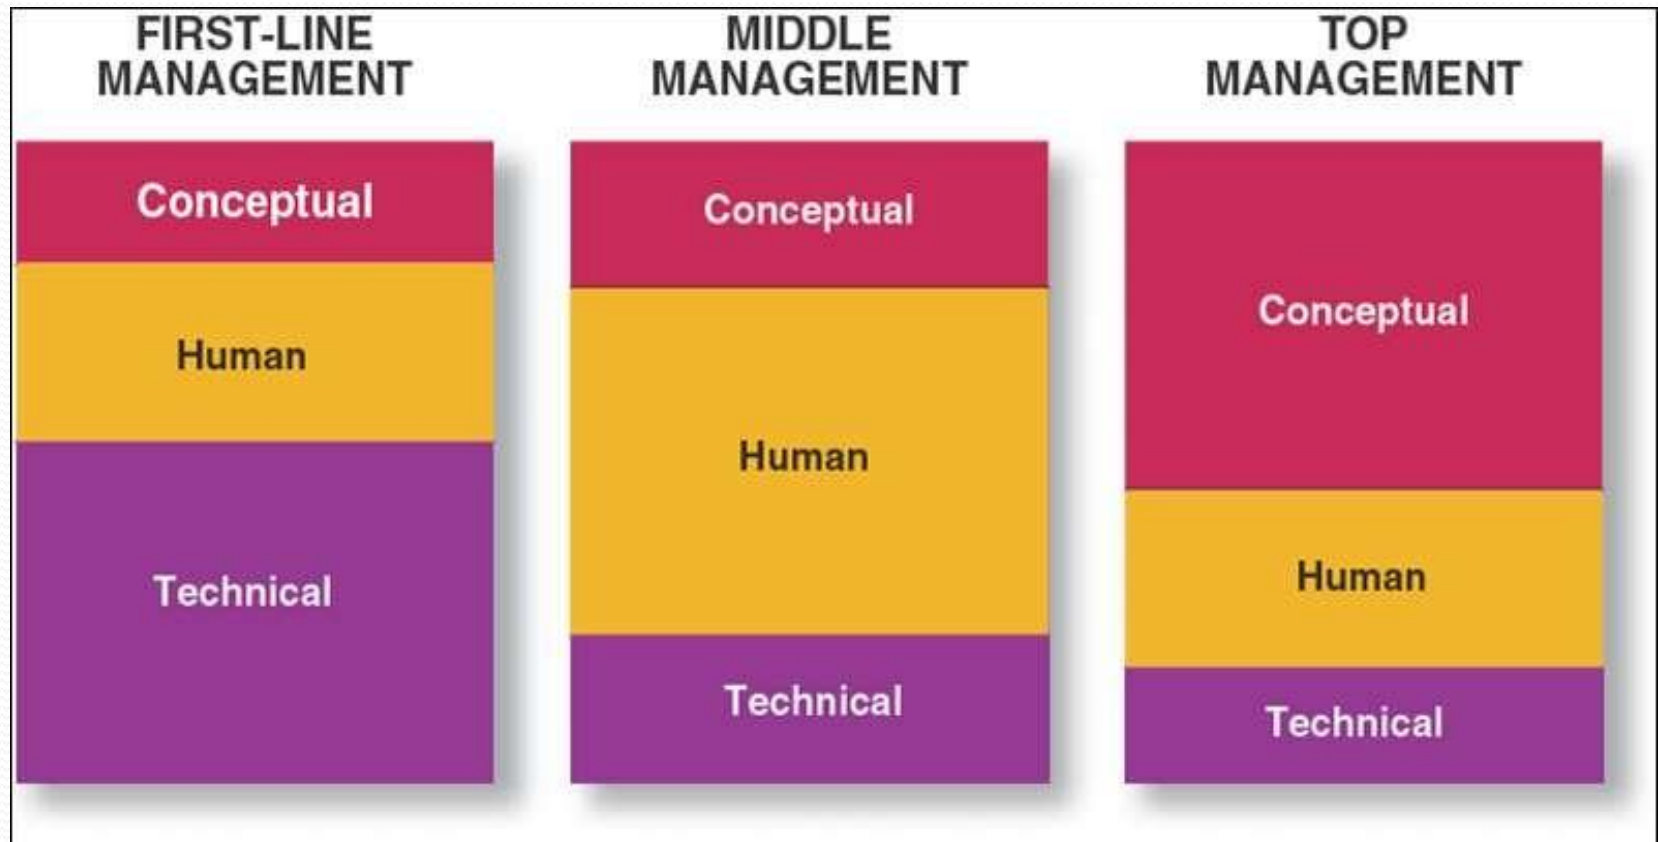 FIRST-LINE
MANAGEMENT
Conceptual
Human
Technical
MIDDLE
MANAGEMENT
Conceptual
Human
Technical
TOP
MANAGEMENT
Conceptual
Human
Technical